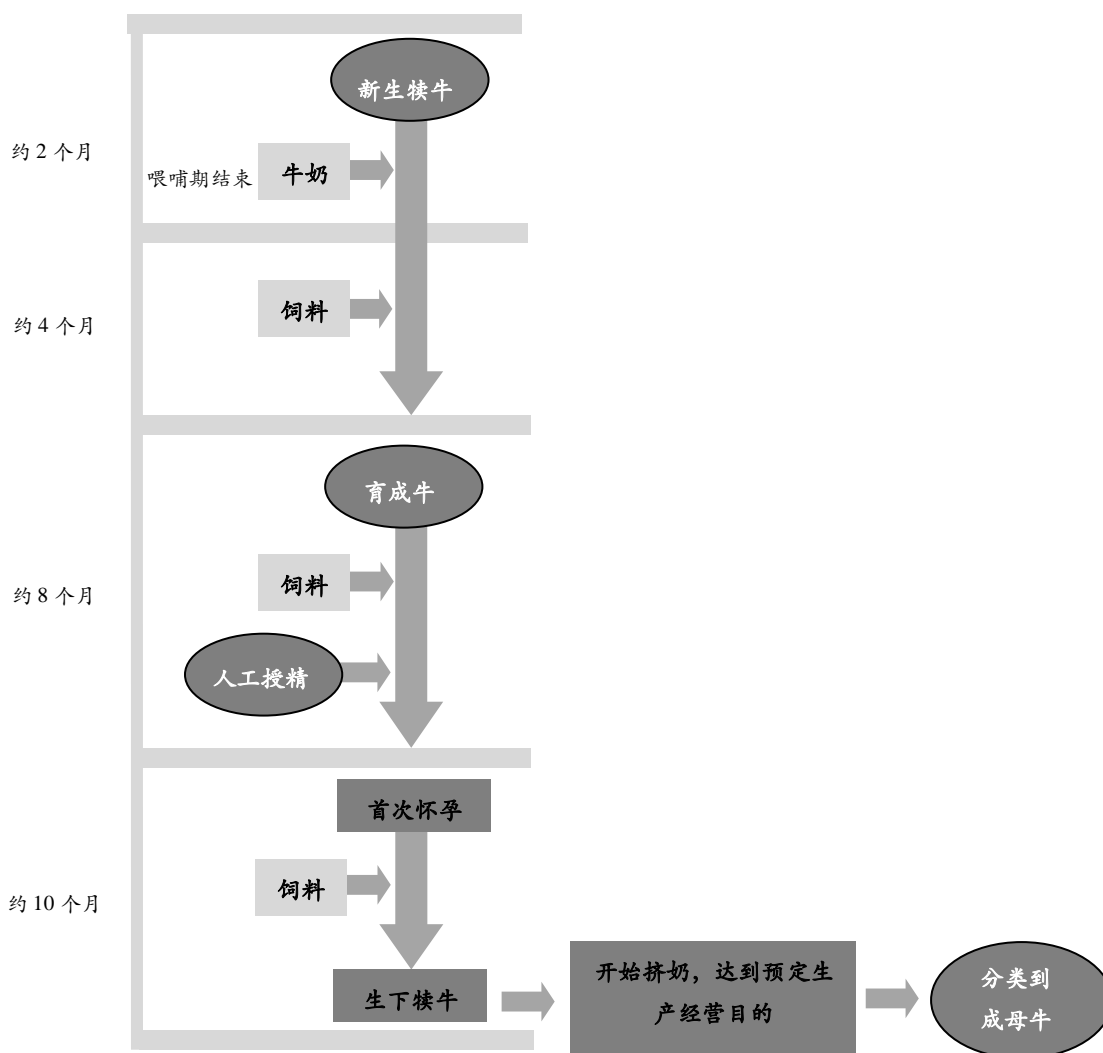 新生犊牛
约 2 个月
喂哺期结束
牛奶
约 4 个月
饲料
育成牛
约 8 个月
饲料
人工授精
首次怀孕
约 10 个月
饲料
生下犊牛
开始挤奶，达到预定生
产经营目的
分类到
成母牛